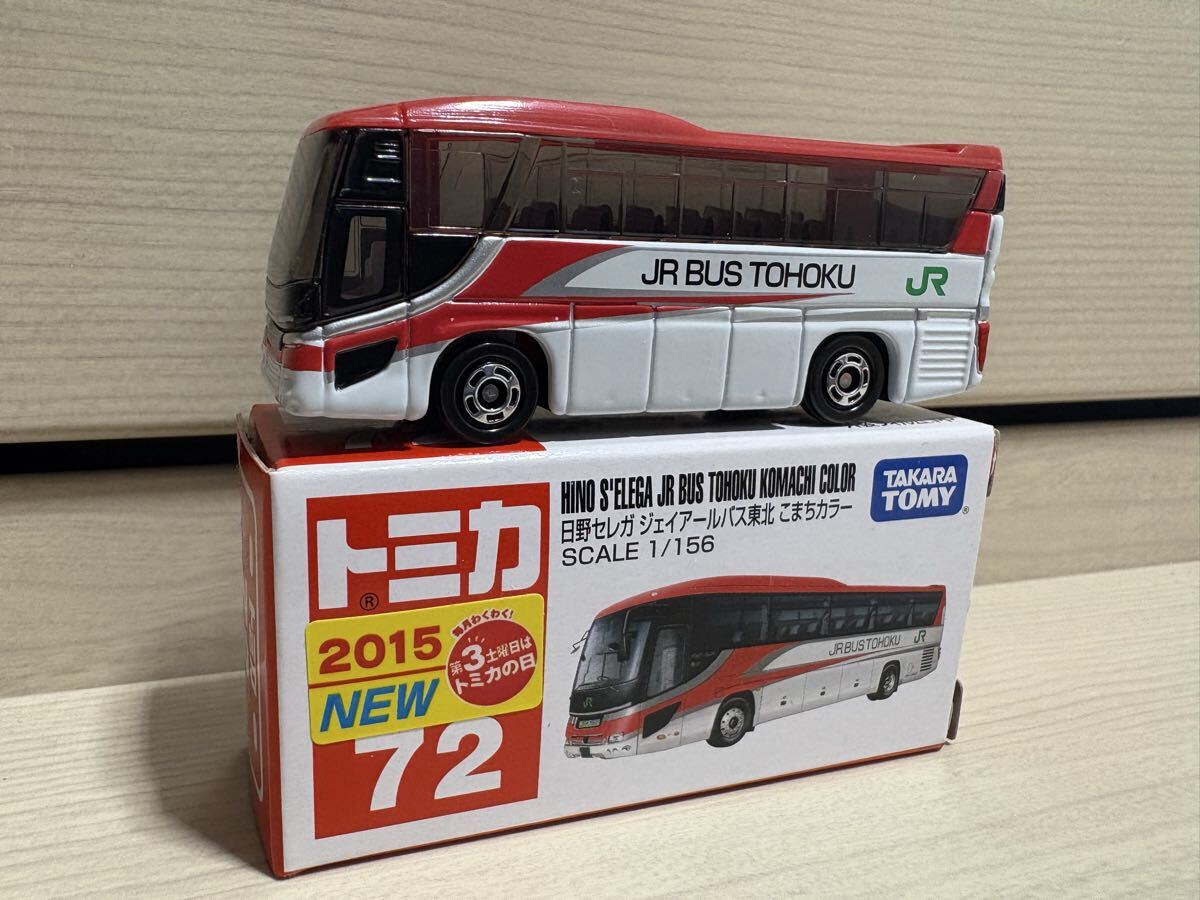 JR BUS TOHOKU
JR
HINO S'ELEGA JR BUS TOHOKU KOMACHI COLOR
日野セレガ ジェイアールバス東北 こまちカラー
SCALE 1/156
TAKARA
TOMY
®
トミカ
®
2015
NEW
毎月わくわく!
第3土曜日は
トミカの日
72
JR BUS TOHOKU
JR
JR